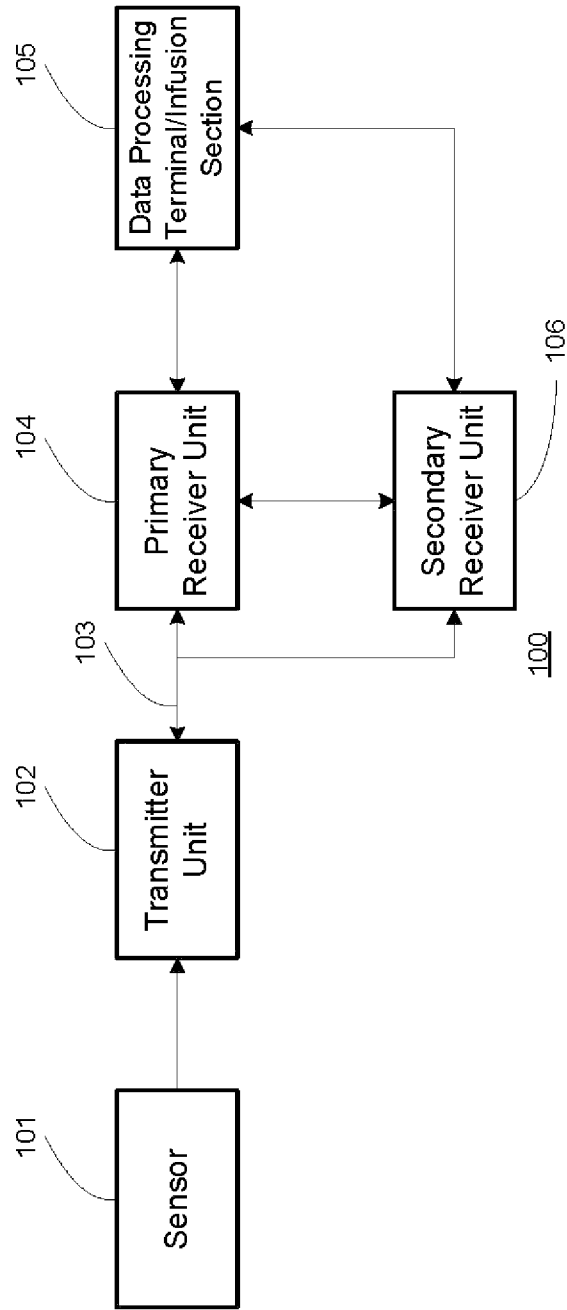 101
Sensor
102
Transmitter
Unit
103
104
Primary
Receiver Unit
105
Data Processing
Terminal/Infusion
Section
Secondary
Receiver Unit
106
100